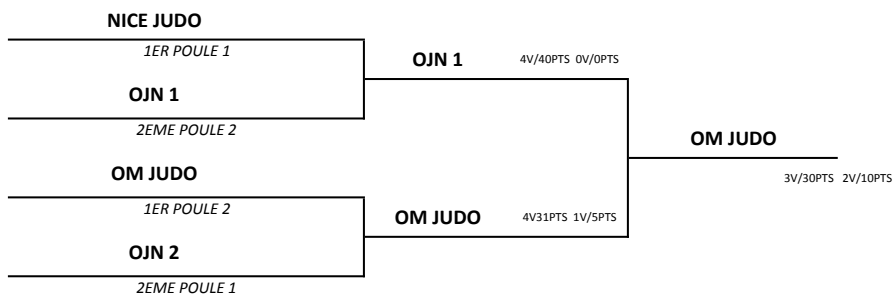 NICE JUDO
1ER POULE 1
OJN 1
4V/40PTS 0V/0PTS
OJN 1
2EME POULE 2
OM JUDO
OM JUDO
3V/30PTS 2V/10PTS
1ER POULE 2
OM JUDO
4V31PTS 1V/5PTS
OJN 2
2EME POULE 1